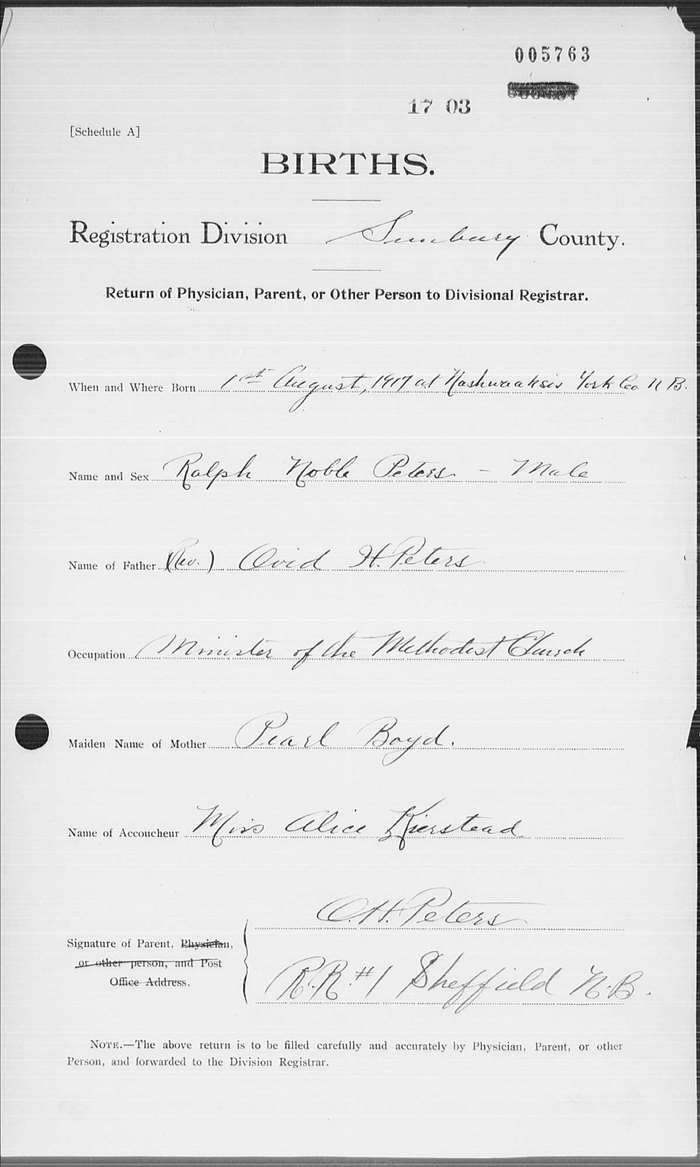 005763
17 03
[Schedule A]
BIRTHS.
Registration Division Sunbury County.
Return of Physician, Parent, or Other Person to Divisional Registrar.
When and Where Born 1st August, 1917 at Nashwaaksis York Co N B.
Name and Sex Ralph Noble Peters - Male
Name of Father (Rev.) Ovid H. Peters
Occupation Minister of the Methodist Church
Maiden Name of Mother Pearl Boyd.
Name of Accoucheur Miss Alice Kierstead
O.H. Peters
Signature of Parent, Physician,
or other person, and Post
Office Address.
R.R. #1 Sheffield N.B.
NOTE.—The above return is to be filled carefully and accurately by Physician, Parent, or other
Person, and forwarded to the Division Registrar.